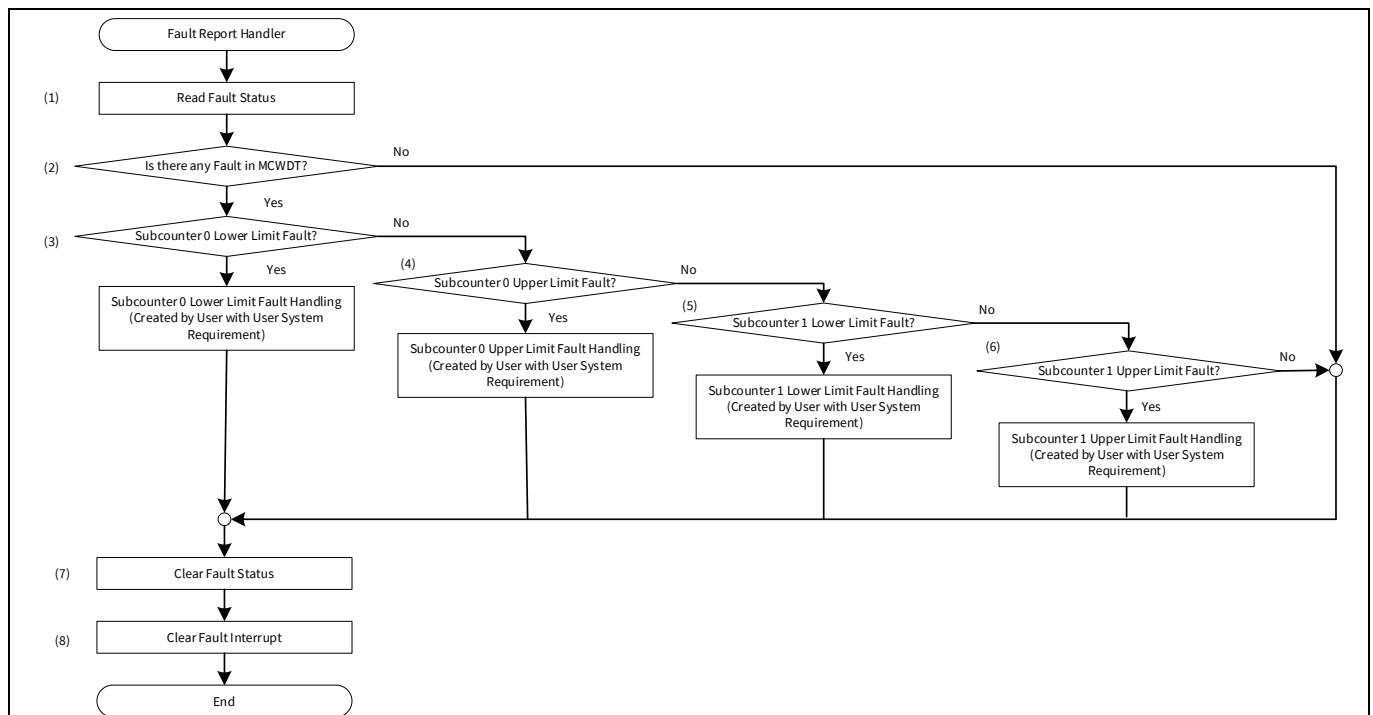 Fault Report Handler
(1)
Read Fault Status
(2)
Is there any Fault in MCWDT?
No
Yes
(3)
Subcounter 0 Lower Limit Fault?
No
Yes
Subcounter 0 Lower Limit Fault Handling
(Created by User with User System
Requirement)
(4)
Subcounter 0 Upper Limit Fault?
No
Yes
Subcounter 0 Upper Limit Fault Handling
(Created by User with User System
Requirement)
(5)
Subcounter 1 Lower Limit Fault?
No
Yes
Subcounter 1 Lower Limit Fault Handling
(Created by User with User System
Requirement)
(6)
Subcounter 1 Upper Limit Fault?
No
Yes
Subcounter 1 Upper Limit Fault Handling
(Created by User with User System
Requirement)
(7)
Clear Fault Status
(8)
Clear Fault Interrupt
End